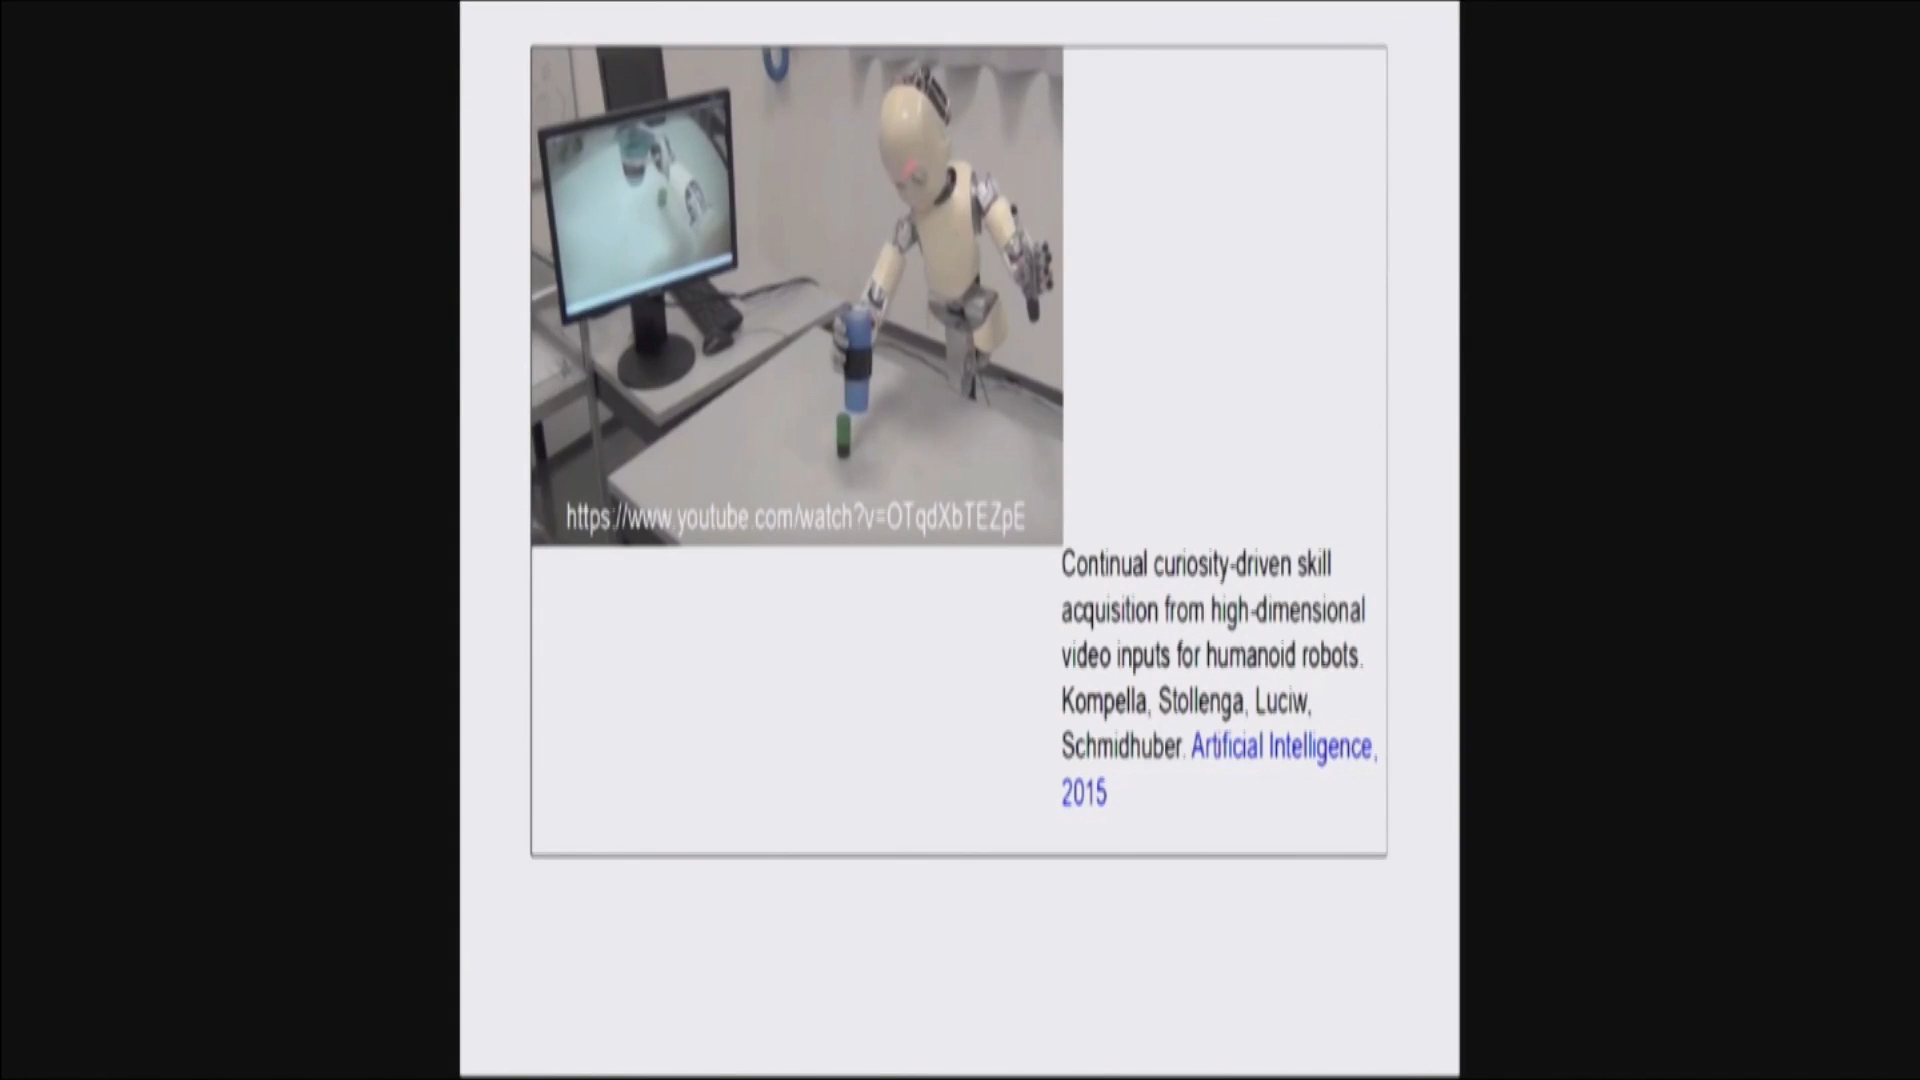 https://www.youtube.com/watch?v=OTqdXbTEZpE
Continual curiosity-driven skill
acquisition from high-dimensional
video inputs for humanoid robots.
Kompella, Stollenga, Luciw,
Schmidhuber. Artificial Intelligence,
2015